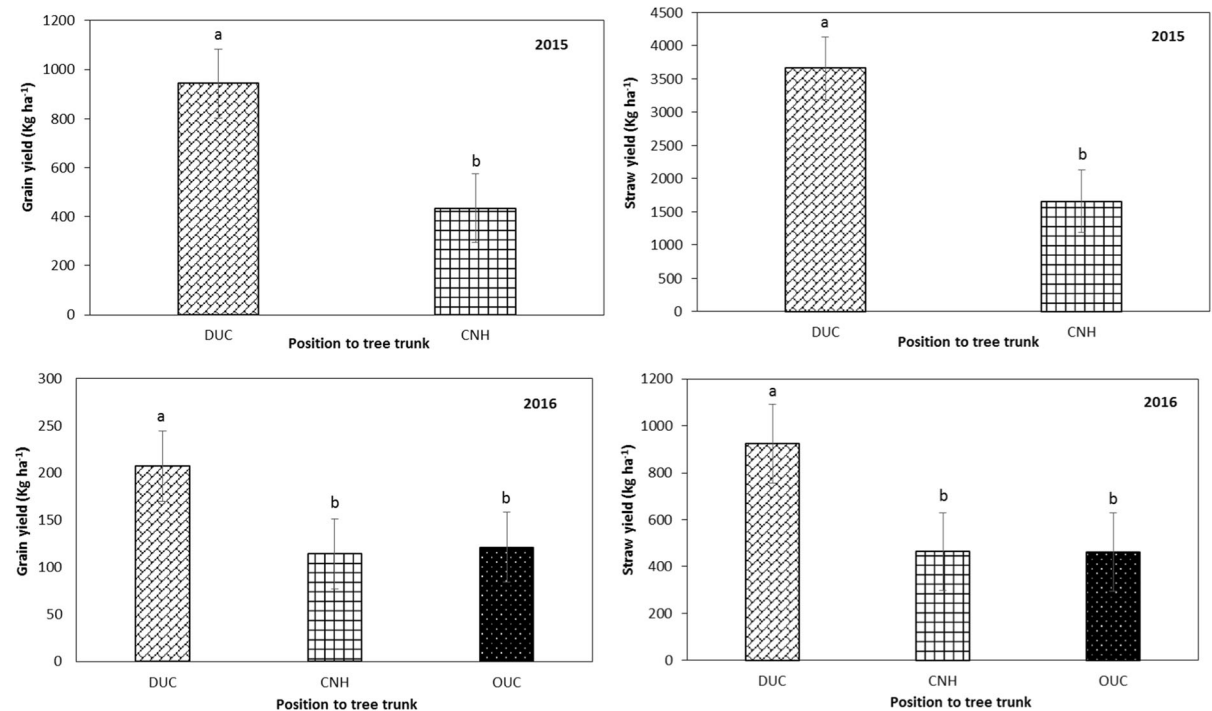 1200
1000
800
600
400
200
0
Grain yield (Kg ha-1)
2015
a
b
DUC
CNH
Position to tree trunk
4500
4000
3500
3000
2500
2000
1500
1000
500
0
Straw yield (Kg ha-1)
2015
a
b
DUC
CNH
Position to tree trunk
300
250
200
150
100
50
0
Grain yield (Kg ha-1)
2016
a
b
b
DUC
CNH
OUC
Position to tree trunk
1200
1000
800
600
400
200
0
Straw yield (kg ha-1)
2016
a
b
b
DUC
CNH
OUC
Position to tree trunk